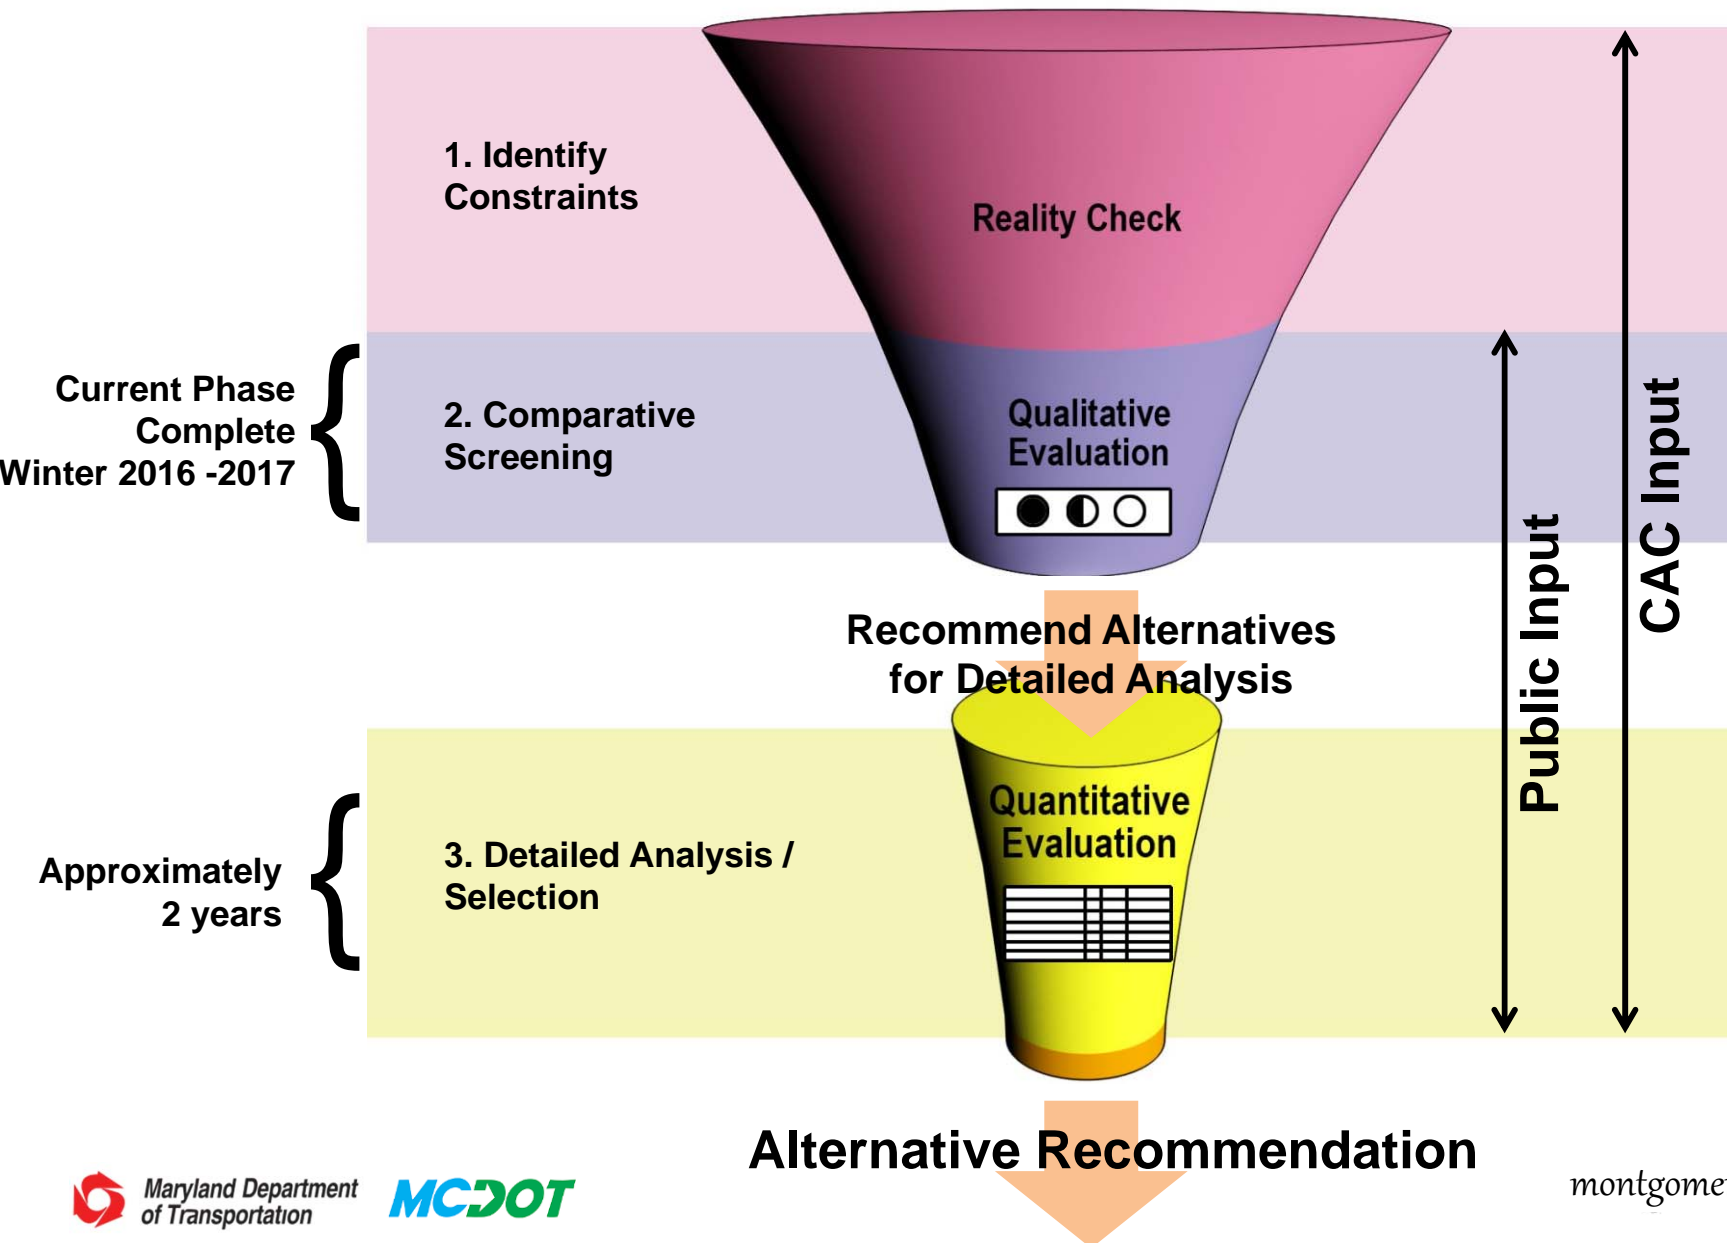 1. Identify
Constraints
Reality Check
Current Phase
Complete
Winter 2016 -2017
2. Comparative
Screening
Qualitative
Evaluation
Recommend Alternatives
for Detailed Analysis
Public Input
CAC Input
Approximately
2 years
3. Detailed Analysis /
Selection
Quantitative
Evaluation
Alternative Recommendation
Maryland Department
of Transportation
MCDOT